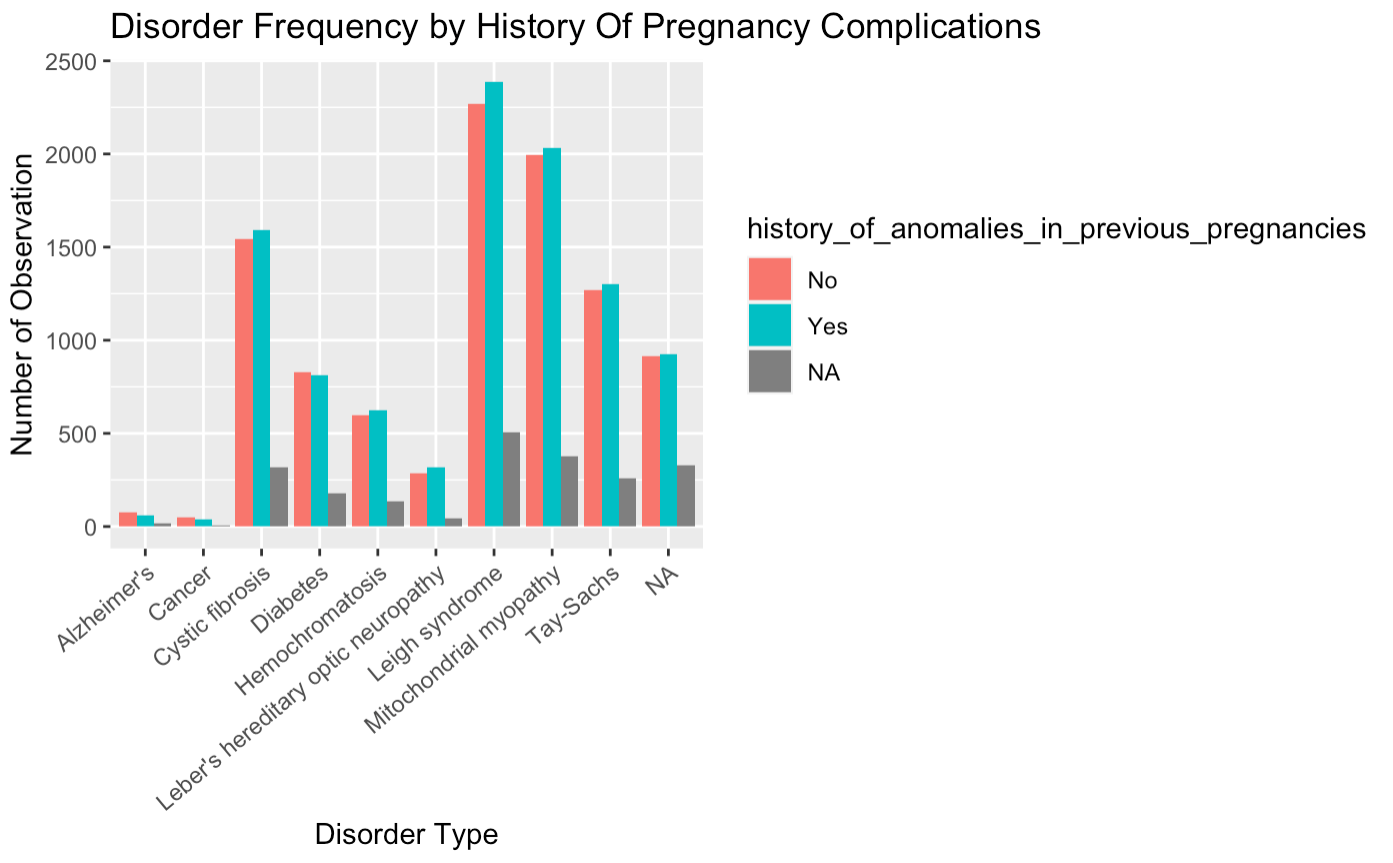 Disorder Frequency by History Of Pregnancy Complications
Number of Observation
2500
2000
1500
1000
500
0
Alzheimer's
Cancer
Cystic fibrosis
Diabetes
Hemochromatosis
Leber's hereditary optic neuropathy
Leigh syndrome
Mitochondrial myopathy
Tay-Sachs
NA
Disorder Type
history_of_anomalies_in_previous_pregnancies
No
Yes
NA